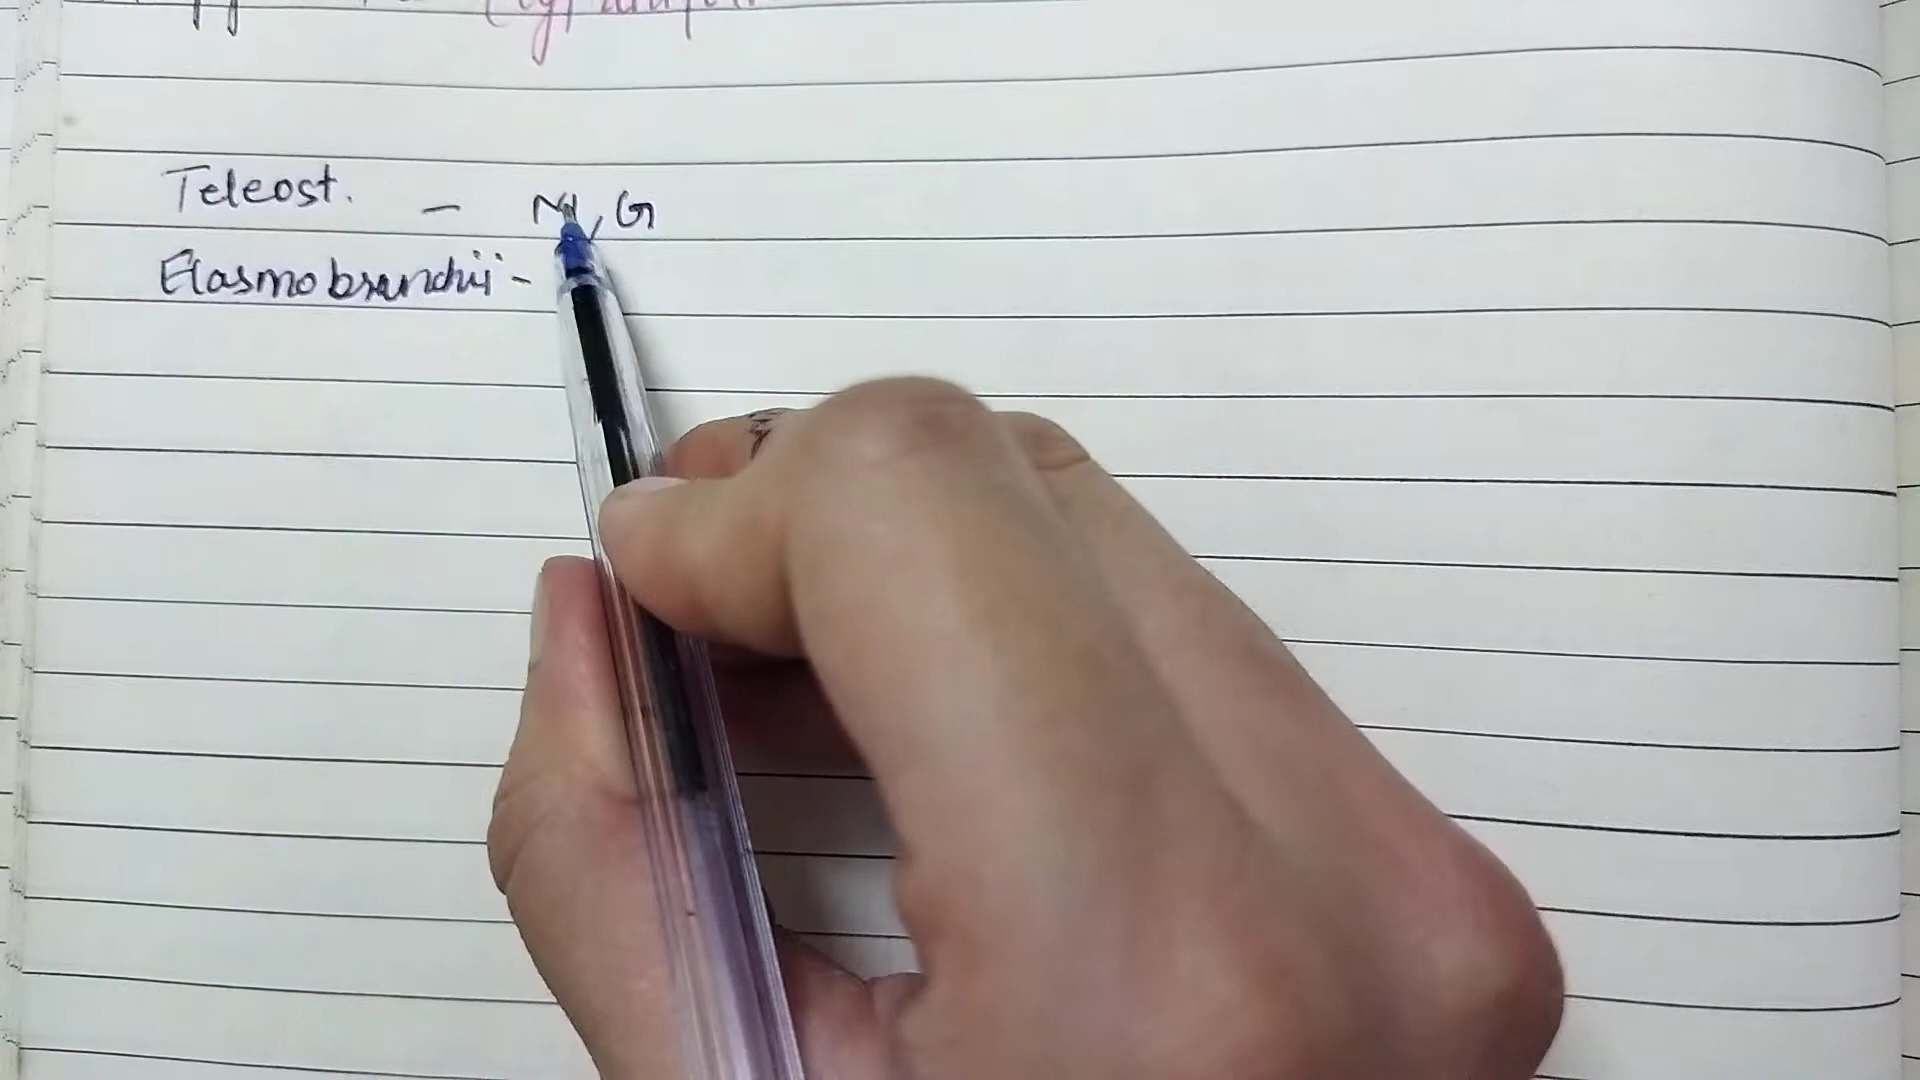 Teleost. - N, G
Elasmobranchii -